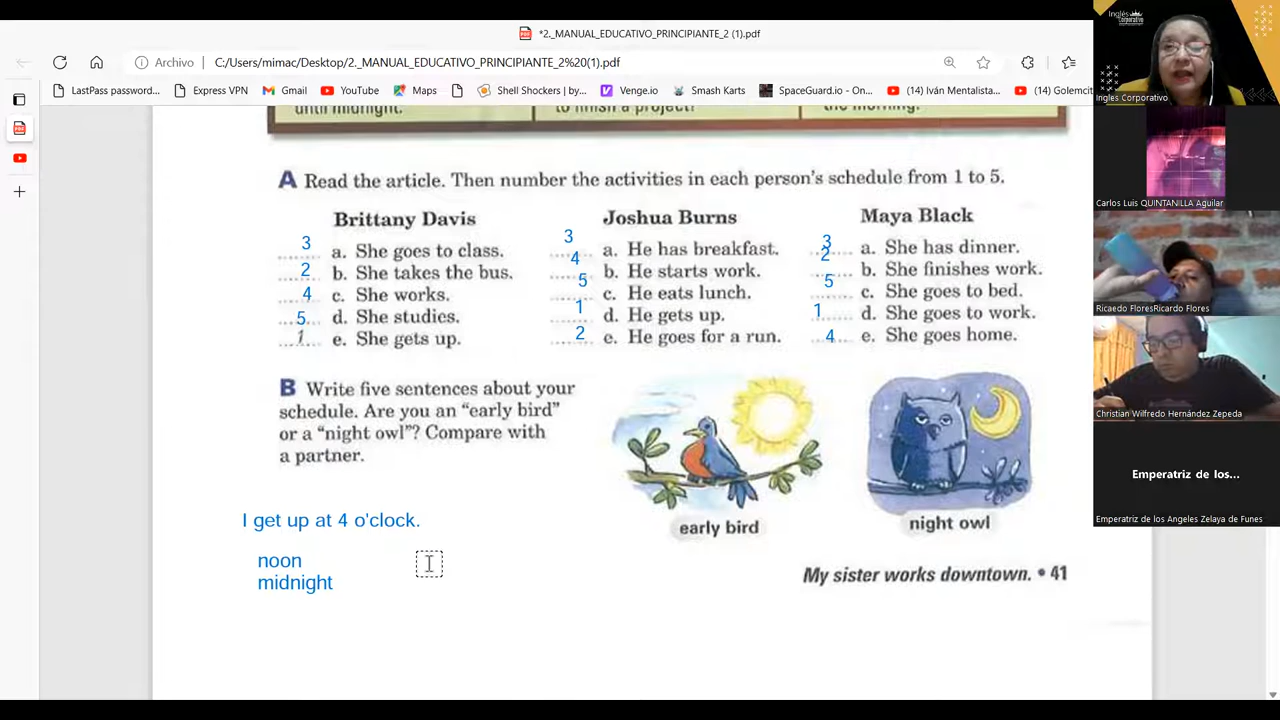 *2._MANUAL_EDUCATIVO_PRINCIPIANTE_2 (1).pdf
Archivo
C:/Users/mimac/Desktop/2._MANUAL_EDUCATIVO_PRINCIPIANTE_2%20(1).pdf
LastPass password...
Express VPN
Gmail
YouTube
Maps
Shell Shockers | by...
Venge.io
Smash Karts
SpaceGuard.io - On...
(14) Iván Mentalista...
(14) Golemcit
until midnight.
to finish a project?
the morning?
A Read the article. Then number the activities in each person's schedule from 1 to 5.
Brittany Davis
3 a. She goes to class.
2 b. She takes the bus.
4 c. She works.
5 d. She studies.
1 e. She gets up.
Joshua Burns
3 a. He has breakfast.
4 b. He starts work.
5 c. He eats lunch.
1 d. He gets up.
2 e. He goes for a run.
Maya Black
3 a. She has dinner.
2 b. She finishes work.
5 c. She goes to bed.
1 d. She goes to work.
4 e. She goes home.
B Write five sentences about your
schedule. Are you an "early bird"
or a "night owl"? Compare with
a partner.
early bird
night owl
I get up at 4 o'clock.
noon
midnight
My sister works downtown. • 41
Inglés
Corporativo
Ingles Corporativo
Carlos Luis QUINTANILLA Aguilar
Ricaedo FloresRicardo Flores
Christian Wilfredo Hernández Zepeda
Emperatriz de los...
Emperatriz de los Angeles Zelaya de Funes